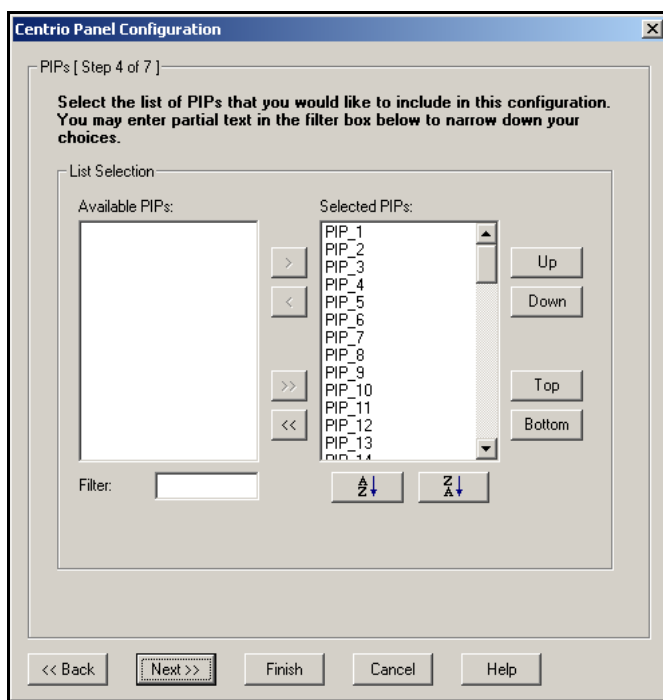 Centrio Panel Configuration
PIPs [ Step 4 of 7 ]
Select the list of PIPs that you would like to include in this configuration.
You may enter partial text in the filter box below to narrow down your
choices.
List Selection
Available PIPs:
Selected PIPs:
>
<
>>
<<
PIP_1
PIP_2
PIP_3
PIP_4
PIP_5
PIP_6
PIP_7
PIP_8
PIP_9
PIP_10
PIP_11
PIP_12
PIP_13
PIP_14
Up
Down
Top
Bottom
Filter:
A Z
Z A
<< Back
Next >>
Finish
Cancel
Help